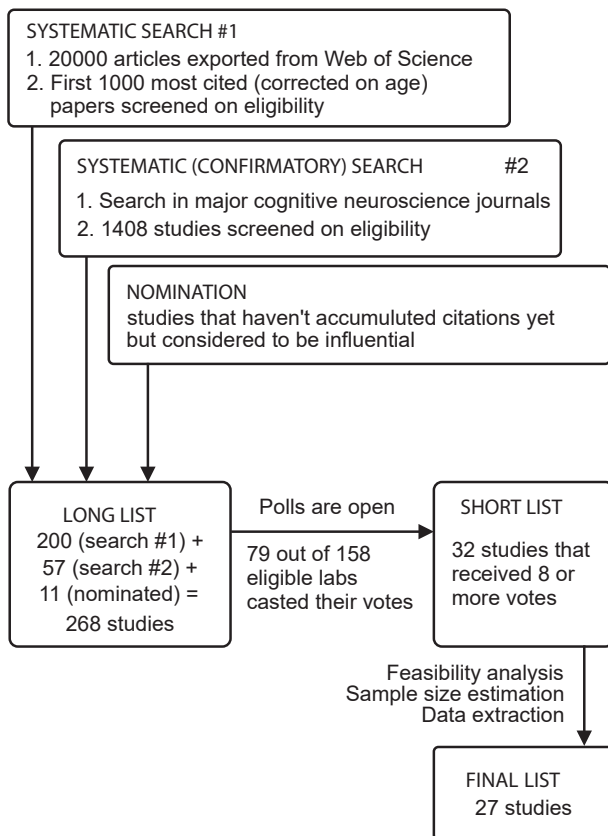 SYSTEMATIC SEARCH #1
1. 20000 articles exported from Web of Science
2. First 1000 most cited (corrected on age)
papers screened on eligibility
SYSTEMATIC (CONFIRMATORY) SEARCH #2
1. Search in major cognitive neuroscience journals
2. 1408 studies screened on eligibility
NOMINATION
studies that haven't accumuluted citations yet
but considered to be influential
LONG LIST
200 (search #1) +
57 (search #2) +
11 (nominated) =
268 studies
Polls are open
79 out of 158
eligible labs
casted their votes
SHORT LIST
32 studies that
received 8 or
more votes
Feasibility analysis
Sample size estimation
Data extraction
FINAL LIST
27 studies